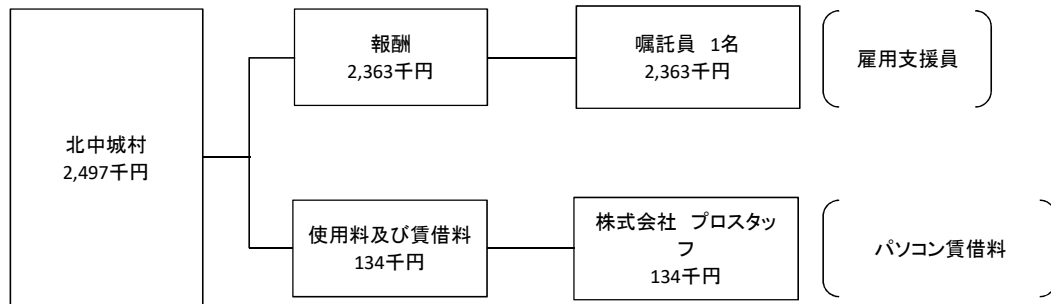 報酬
2,363千円
嘱託員 1名
2,363千円
雇用支援員
北中城村
2,497千円
使用料及び賃借料
134千円
株式会社 プロスタッ
フ
134千円
パソコン賃借料